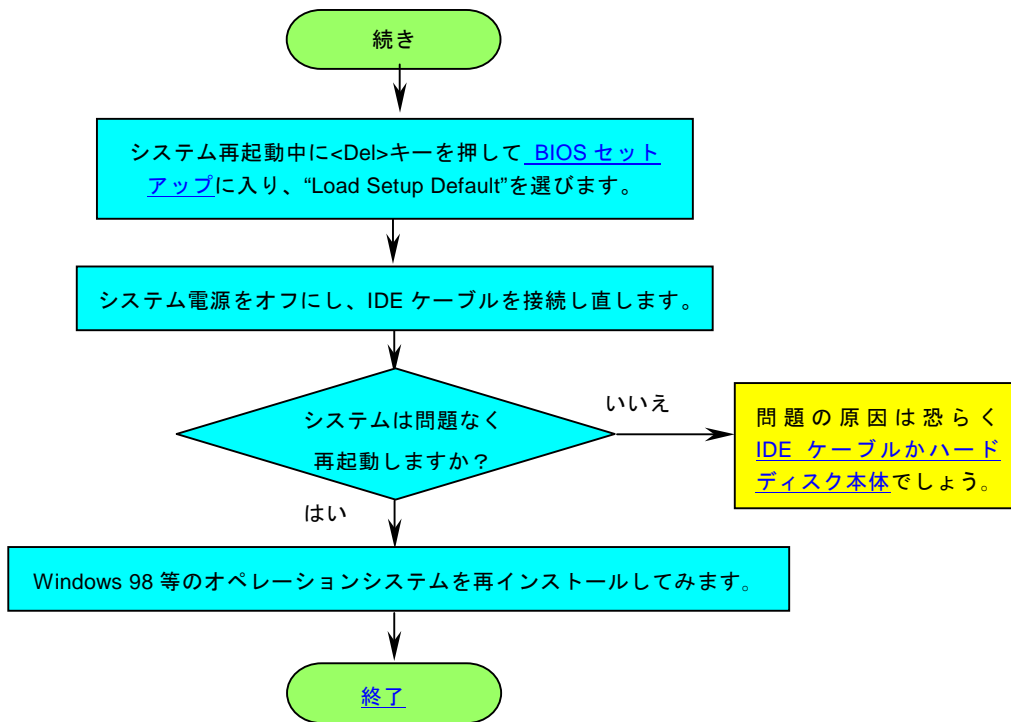 続き
システム再起動中に<Del>キーを押して BIOS セット
アップに入り、“Load Setup Default”を選びます。
システム電源をオフにし、IDE ケーブルを接続し直します。
システムは問題なく
再起動しますか？
いいえ
問題の原因は恐らく
IDE ケーブルかハード
ディスク本体でしょう。
はい
Windows 98 等のオペレーションシステムを再インストールしてみます。
終了